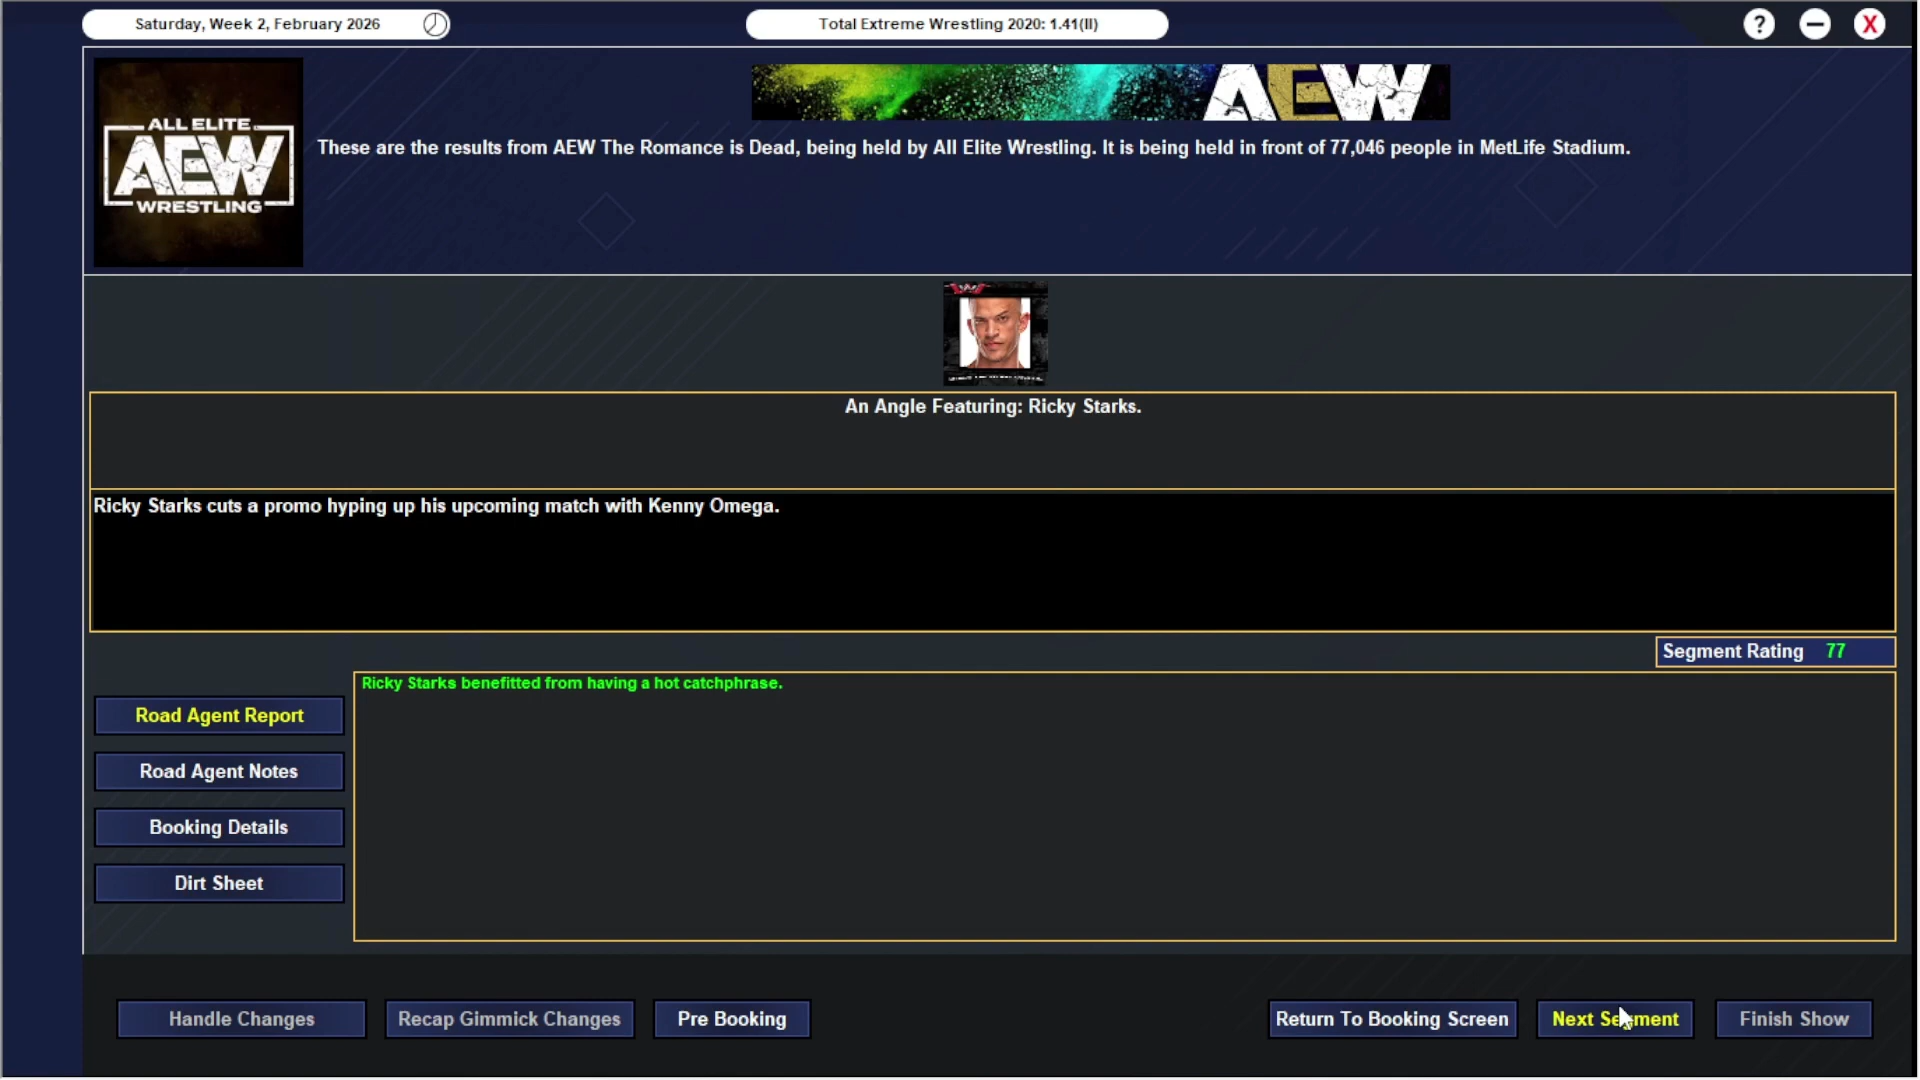 Saturday, Week 2, February 2026
Total Extreme Wrestling 2020: 1.41(II)
?
X
AEW
ALL ELITE
AEW
WRESTLING
These are the results from AEW The Romance is Dead, being held by All Elite Wrestling. It is being held in front of 77,046 people in MetLife Stadium.
An Angle Featuring: Ricky Starks.
Ricky Starks cuts a promo hyping up his upcoming match with Kenny Omega.
Segment Rating 77
Ricky Starks benefitted from having a hot catchphrase.
Road Agent Report
Road Agent Notes
Booking Details
Dirt Sheet
Handle Changes
Recap Gimmick Changes
Pre Booking
Return To Booking Screen
Next Segment
Finish Show